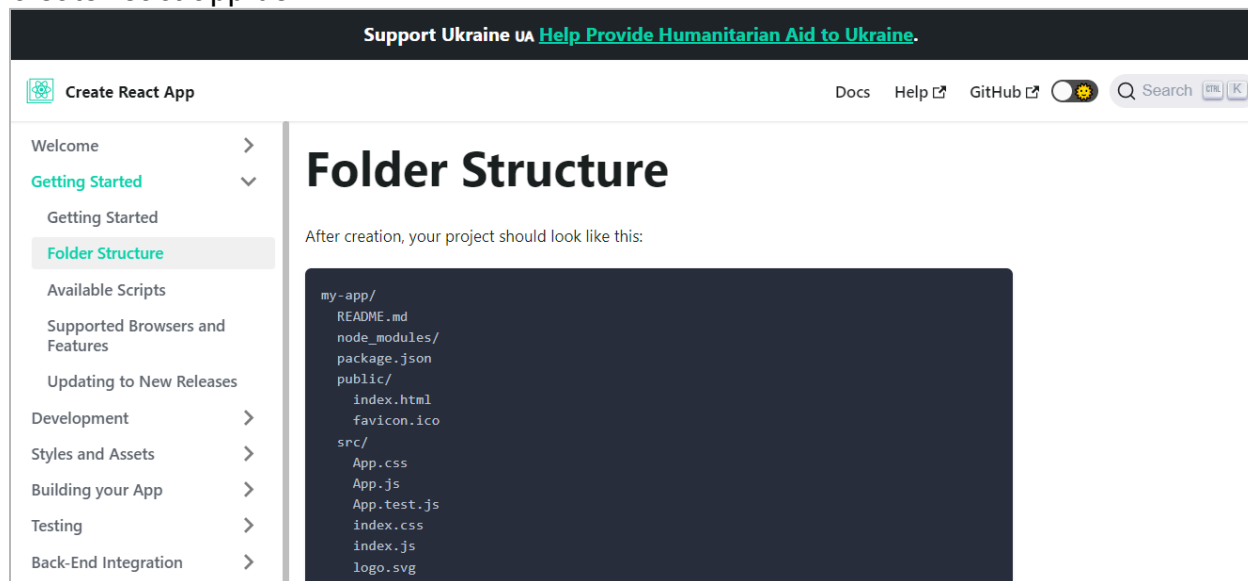 Support Ukraine UA Help Provide Humanitarian Aid to Ukraine.
Create React App
Docs Help GitHub Search CTRL K
Welcome
Getting Started
Getting Started
Folder Structure
Available Scripts
Supported Browsers and
Features
Updating to New Releases
Development
Styles and Assets
Building your App
Testing
Back-End Integration
Folder Structure
After creation, your project should look like this:
my-app/
README.md
node_modules/
package.json
public/
index.html
favicon.ico
src/
App.css
App.js
App.test.js
index.css
index.js
logo.svg